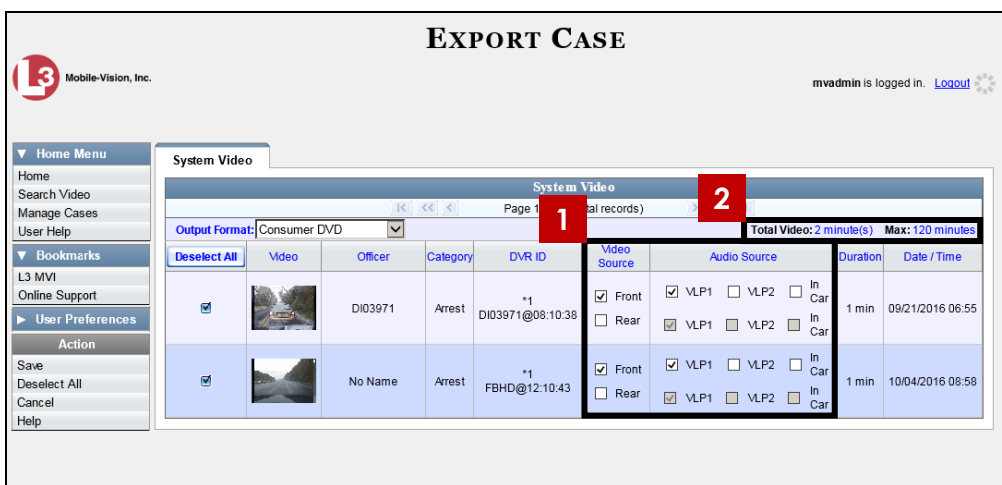 EXPORT CASE
L3 Mobile-Vision, Inc.
mvadmin is logged in. Logout
Home Menu
Home
Search Video
Manage Cases
User Help
Bookmarks
L3 MVI
Online Support
User Preferences
Action
Save
Deselect All
Cancel
Help
System Video
System Video
Page 1 tal records)
1
2
Output Format: Consumer DVD
Total Video: 2 minute(s) Max: 120 minutes
Deselect All Video Officer Category DVR ID Video Source Audio Source Duration Date / Time
DI03971 Arrest *1 DI03971@08:10:38
Front VLP1 VLP2 In Car
Rear VLP1 VLP2 In Car
1 min 09/21/2016 06:55
No Name Arrest *1 FBHD@12:10:43
Front VLP1 VLP2 In Car
Rear VLP1 VLP2 In Car
1 min 10/04/2016 08:58